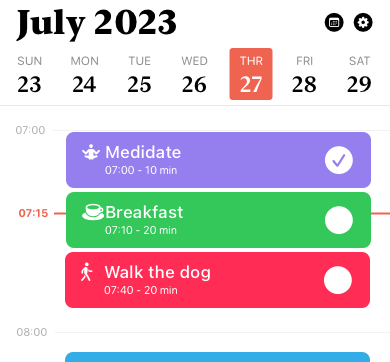 July 2023
SUN MON TUE WED THR FRI SAT
23 24 25 26 27 28 29
07:00
Medidate
07:00 - 10 min
07:15
Breakfast
07:10 - 20 min
Walk the dog
07:40 - 20 min
08:00